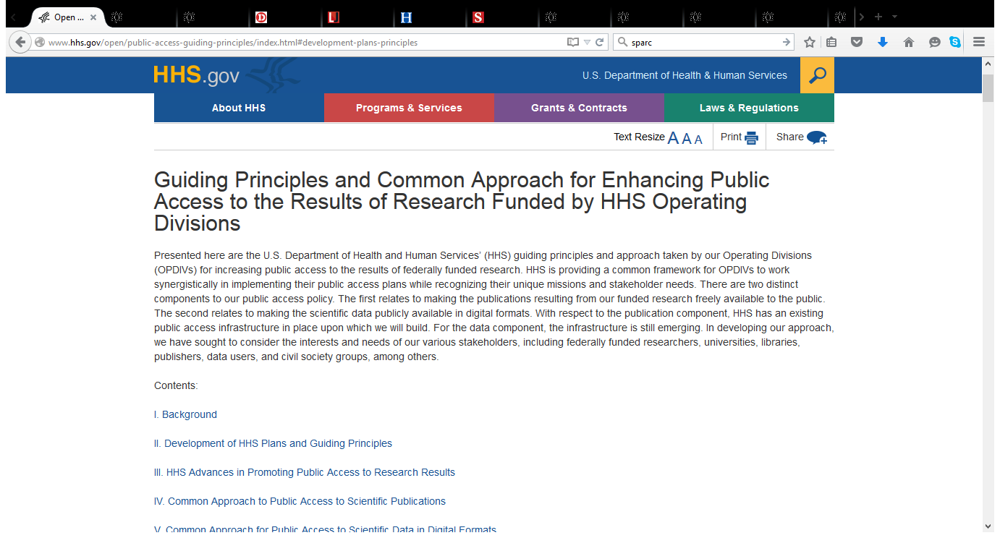 Open ...
D
LJ
H
S
www.hhs.gov/open/public-access-guiding-principles/index.html#development-plans-principles
sparc
HHS.gov
U.S. Department of Health & Human Services
About HHS
Programs & Services
Grants & Contracts
Laws & Regulations
Text Resize A A A
Print
Share
Guiding Principles and Common Approach for Enhancing Public
Access to the Results of Research Funded by HHS Operating
Divisions
Presented here are the U.S. Department of Health and Human Services' (HHS) guiding principles and approach taken by our Operating Divisions
(OPDIVs) for increasing public access to the results of federally funded research. HHS is providing a common framework for OPDIVs to work
synergistically in implementing their public access plans while recognizing their unique missions and stakeholder needs. There are two distinct
components to our public access policy. The first relates to making the publications resulting from our funded research freely available to the public.
The second relates to making the scientific data publicly available in digital formats. With respect to the publication component, HHS has an existing
public access infrastructure in place upon which we will build. For the data component, the infrastructure is still emerging. In developing our approach,
we have sought to consider the interests and needs of our various stakeholders, including federally funded researchers, universities, libraries,
publishers, data users, and civil society groups, among others.
Contents:
I. Background
II. Development of HHS Plans and Guiding Principles
III. HHS Advances in Promoting Public Access to Research Results
IV. Common Approach to Public Access to Scientific Publications
V. Common Approach for Public Access to Scientific Data in Digital Formats